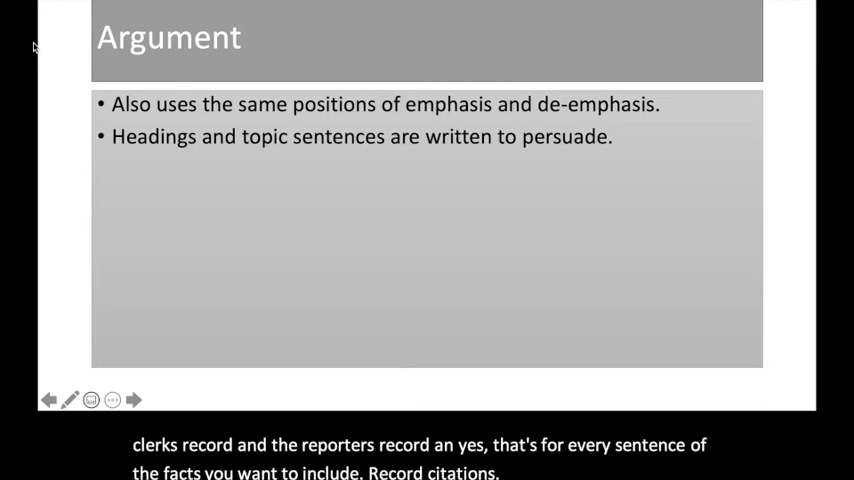 Argument
• Also uses the same positions of emphasis and de-emphasis.
• Headings and topic sentences are written to persuade.
clerks record and the reporters record an yes, that's for every sentence of
the facts you want to include. Record citations.